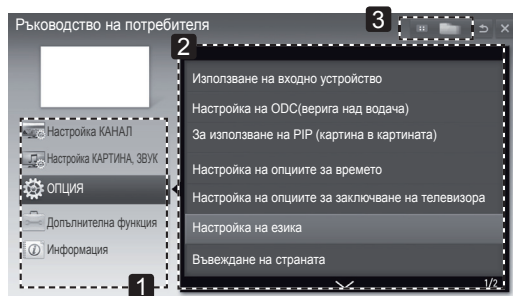 Ръководство на потребителя
3
2
Използване на входно устройство
Настройка на ODC(верига над водача)
За използване на PIP (картина в картината)
Настройка на опциите за времето
Настройка на опциите за заключване на телевизора
Настройка на езика
Въвеждане на страната
1/2
Настройка КАНАЛ
Настройка КАРТИНА, ЗВУК
ОПЦИЯ
Допълнителна функция
Информация
1